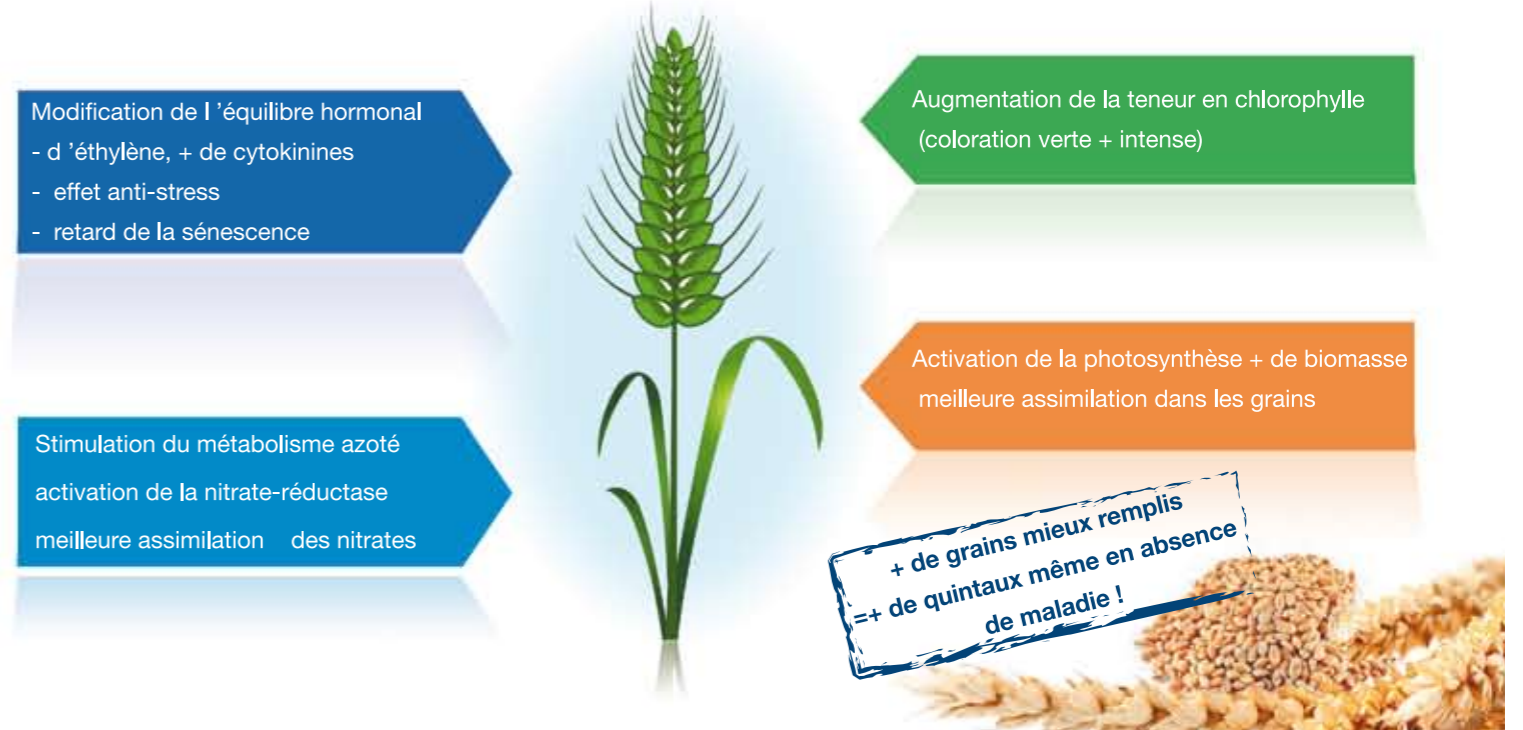 Modification de l ’équilibre hormonal
- d ’éthylène, + de cytokinines
- effet anti-stress
- retard de la sénescence
Stimulation du métabolisme azoté
activation de la nitrate-réductase
meilleure assimilation des nitrates
Augmentation de la teneur en chlorophylle
(coloration verte + intense)
Activation de la photosynthèse + de biomasse
meilleure assimilation dans les grains
+ de grains mieux remplis
=+ de quintaux même en absence
de maladie !